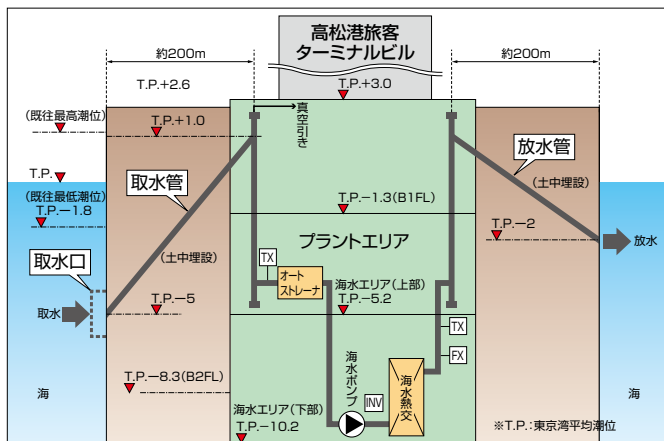 高松港旅客
ターミナルビル
約200m
約200m
T.P.+2.6
T.P.+3.0
(既往最高潮位)
T.P.+1.0
真空引き
放水管
T.P.
取水管
(土中埋設)
(既往最低潮位)
T.P.−1.8
T.P.−1.3(B1FL)
T.P.−2
放水
プラントエリア
取水口
(土中埋設)
TX
オート
ストレーナ
海水エリア(上部)
T.P.−5.2
取水
T.P.−5
TX
FX
海水ポンプ
INV
海水熱交
T.P.−8.3(B2FL)
海
海
海水エリア(下部)
T.P.−10.2
※T.P.:東京湾平均潮位